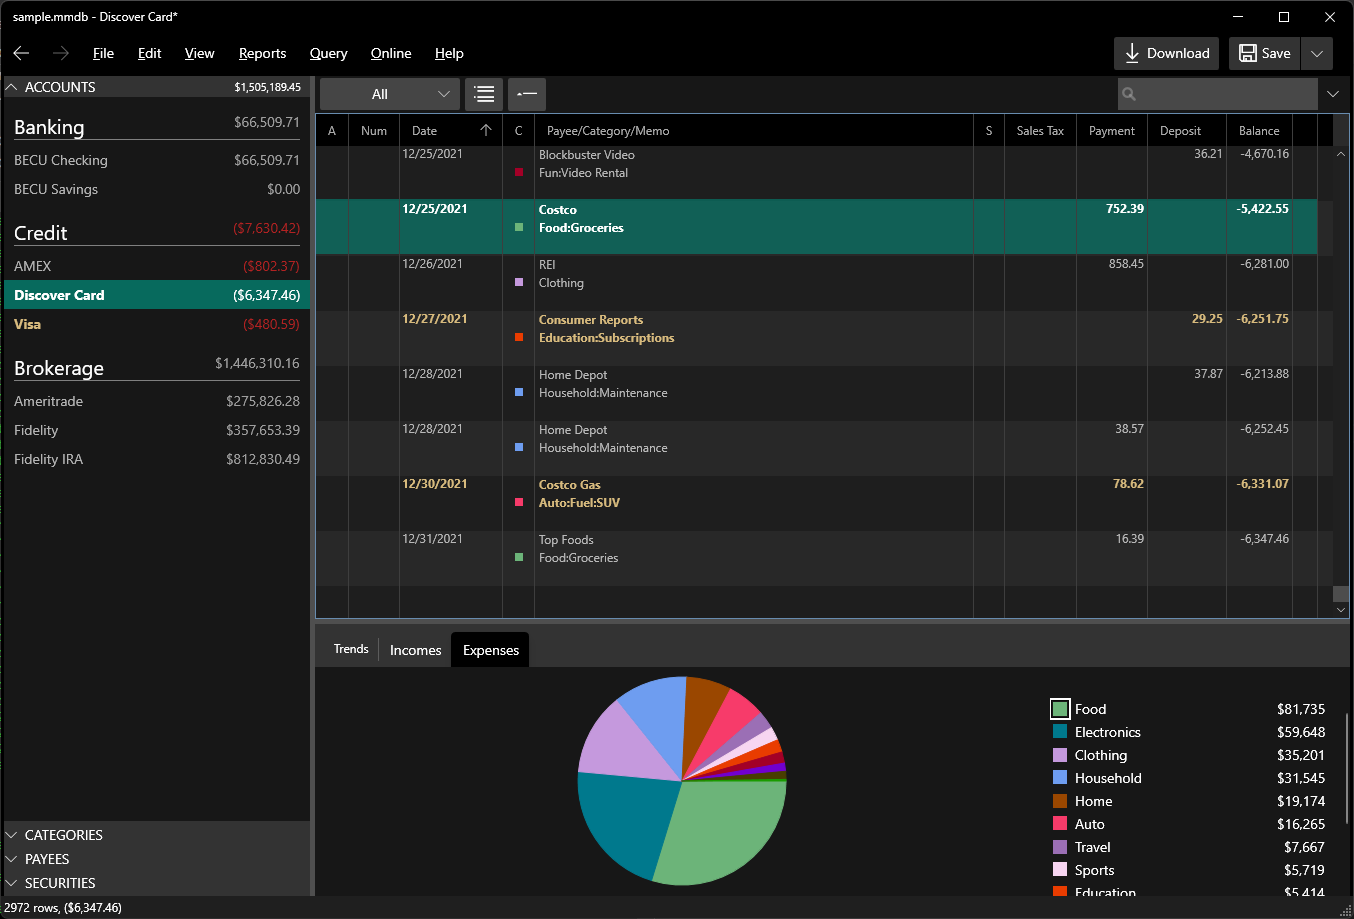 sample.mmdb - Discover Card*
File Edit View Reports Query Online Help Download Save
ACCOUNTS $1,505,189.45
Banking $66,509.71
BECU Checking $66,509.71
BECU Savings $0.00
Credit ($7,630.42)
AMEX ($802.37)
Discover Card ($6,347.46)
Visa ($480.59)
Brokerage $1,446,310.16
Ameritrade $275,826.28
Fidelity $357,653.39
Fidelity IRA $812,830.49
CATEGORIES
PAYEES
SECURITIES
All
A Num Date C Payee/Category/Memo S Sales Tax Payment Deposit Balance
12/25/2021 Blockbuster Video 36.21 -4,670.16
Fun:Video Rental
12/25/2021 Costco 752.39 -5,422.55
Food:Groceries
12/26/2021 REI 858.45 -6,281.00
Clothing
12/27/2021 Consumer Reports 29.25 -6,251.75
Education:Subscriptions
12/28/2021 Home Depot 37.87 -6,213.88
Household:Maintenance
12/28/2021 Home Depot 38.57 -6,252.45
Household:Maintenance
12/30/2021 Costco Gas 78.62 -6,331.07
Auto:Fuel:SUV
12/31/2021 Top Foods 16.39 -6,347.46
Food:Groceries
Trends Incomes Expenses
Food $81,735
Electronics $59,648
Clothing $35,201
Household $31,545
Home $19,174
Auto $16,265
Travel $7,667
Sports $5,719
Education $5,414
2972 rows, ($6,347.46)